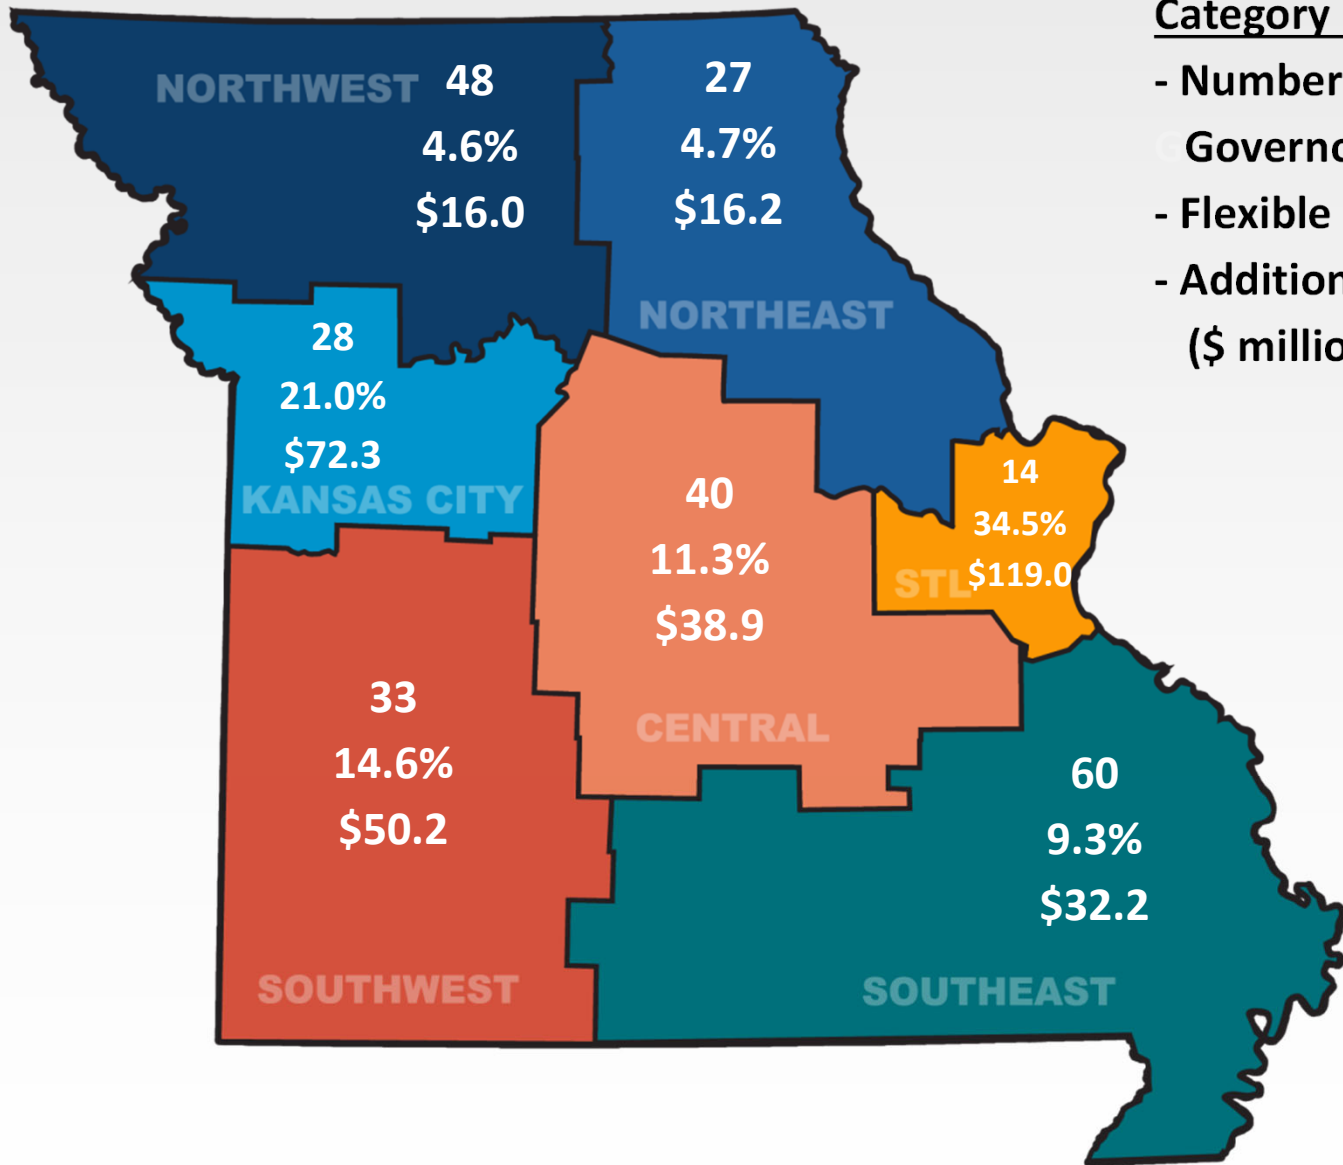 Category
- Number
Governo
- Flexible
- Addition
($ millio
NORTHWEST
48
4.6%
$16.0
27
4.7%
$16.2
NORTHEAST
28
21.0%
$72.3
KANSAS CITY
40
11.3%
$38.9
CENTRAL
14
34.5%
$119.0
STL
33
14.6%
$50.2
SOUTHWEST
60
9.3%
$32.2
SOUTHEAST